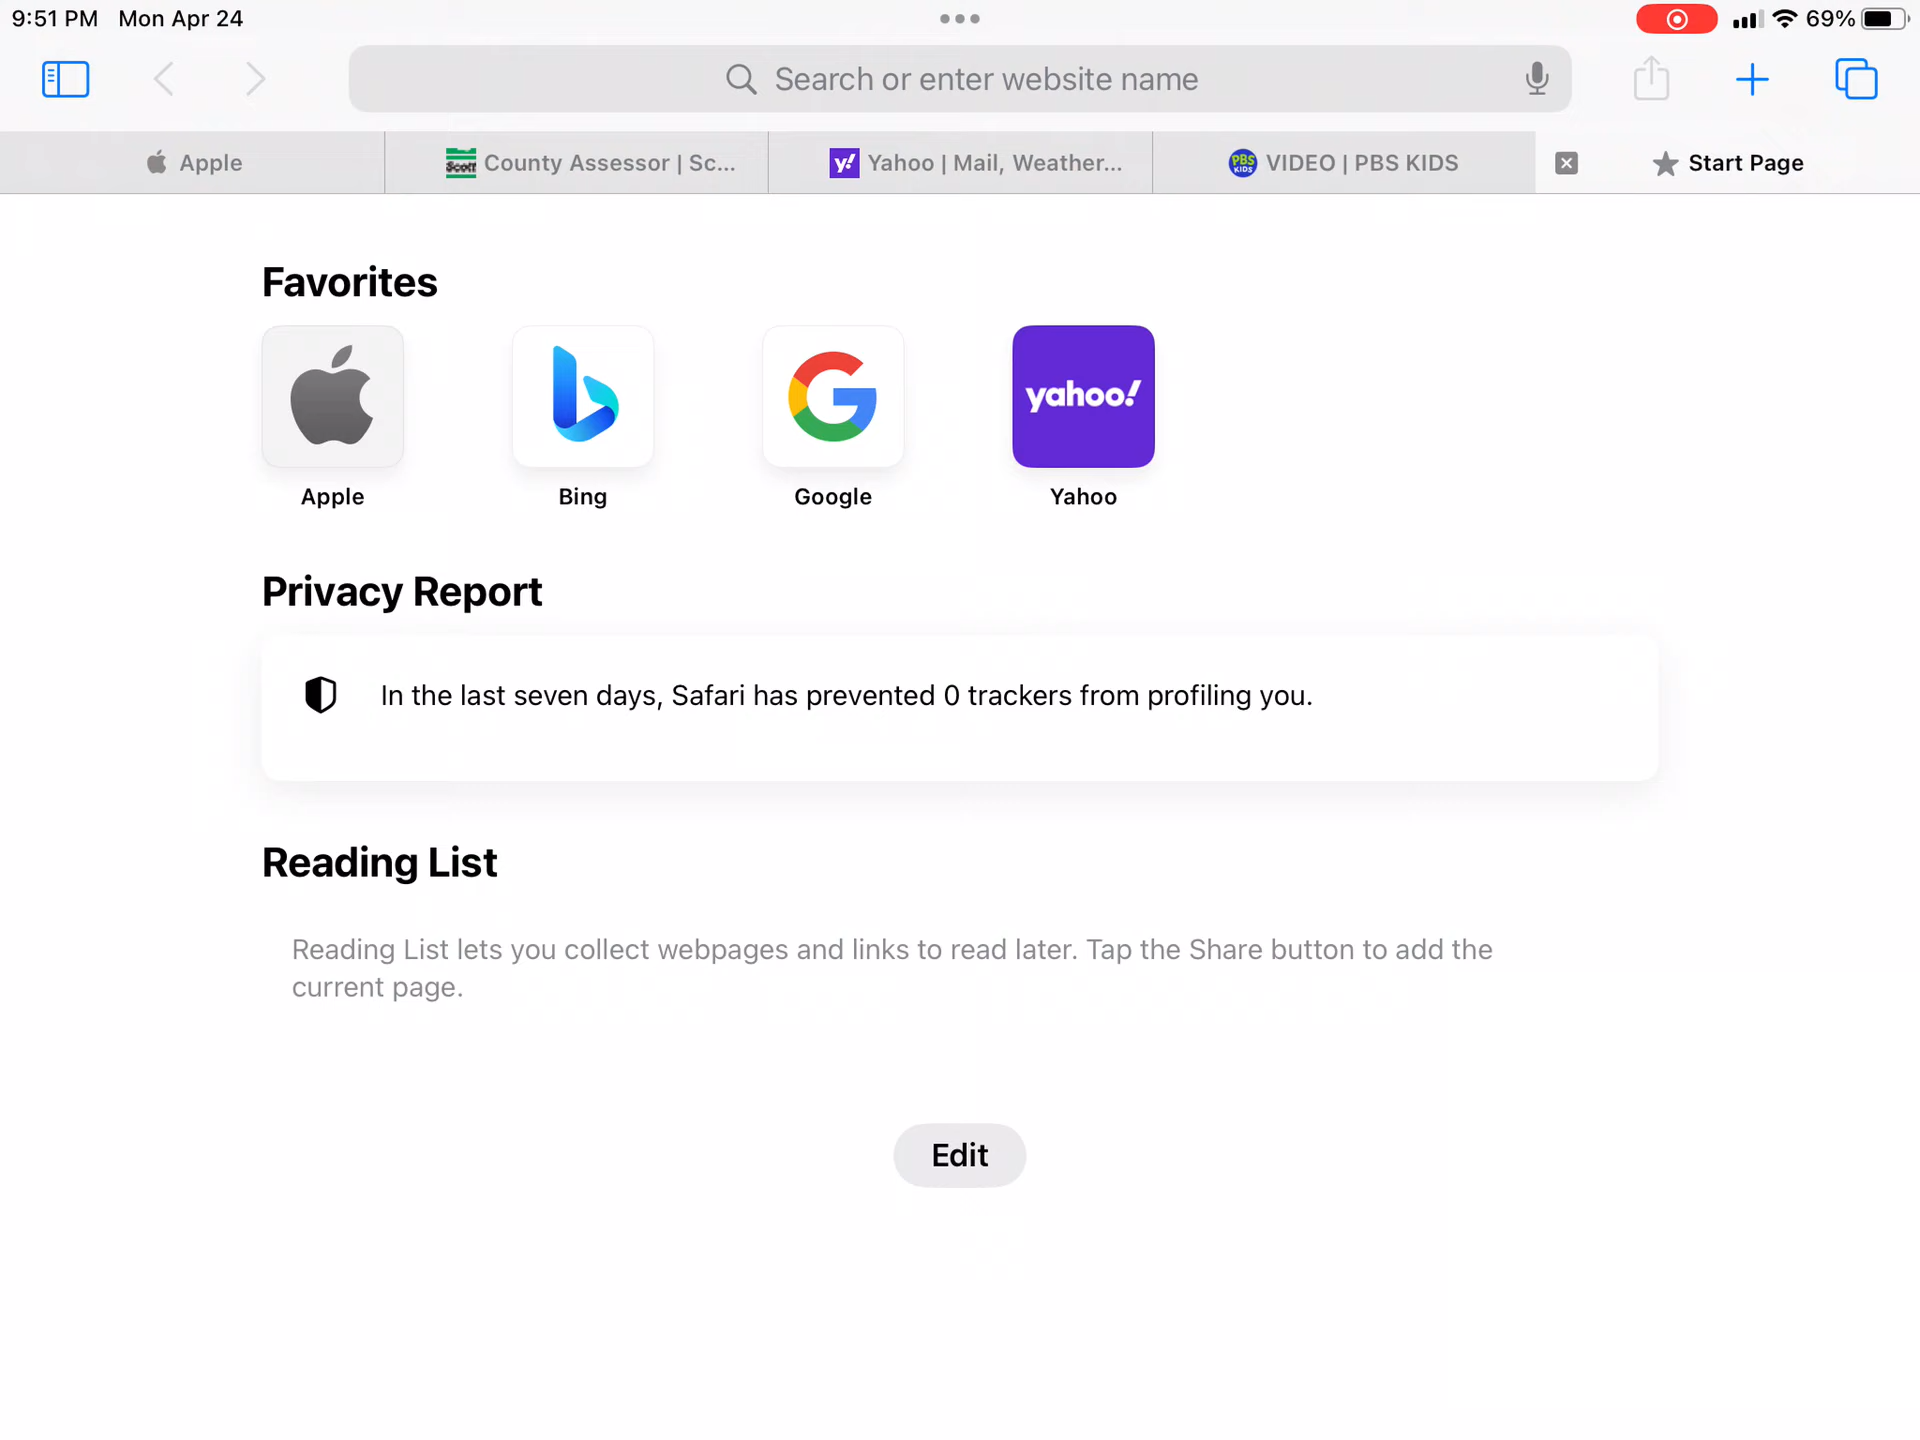 9:51 PM Mon Apr 24
69%
Search or enter website name
Apple
Scott County Assessor | Sc...
y! Yahoo | Mail, Weather...
PBS KIDS VIDEO | PBS KIDS
Start Page
Favorites
yahoo!
Apple
Bing
Google
Yahoo
Privacy Report
In the last seven days, Safari has prevented 0 trackers from profiling you.
Reading List
Reading List lets you collect webpages and links to read later. Tap the Share button to add the
current page.
Edit